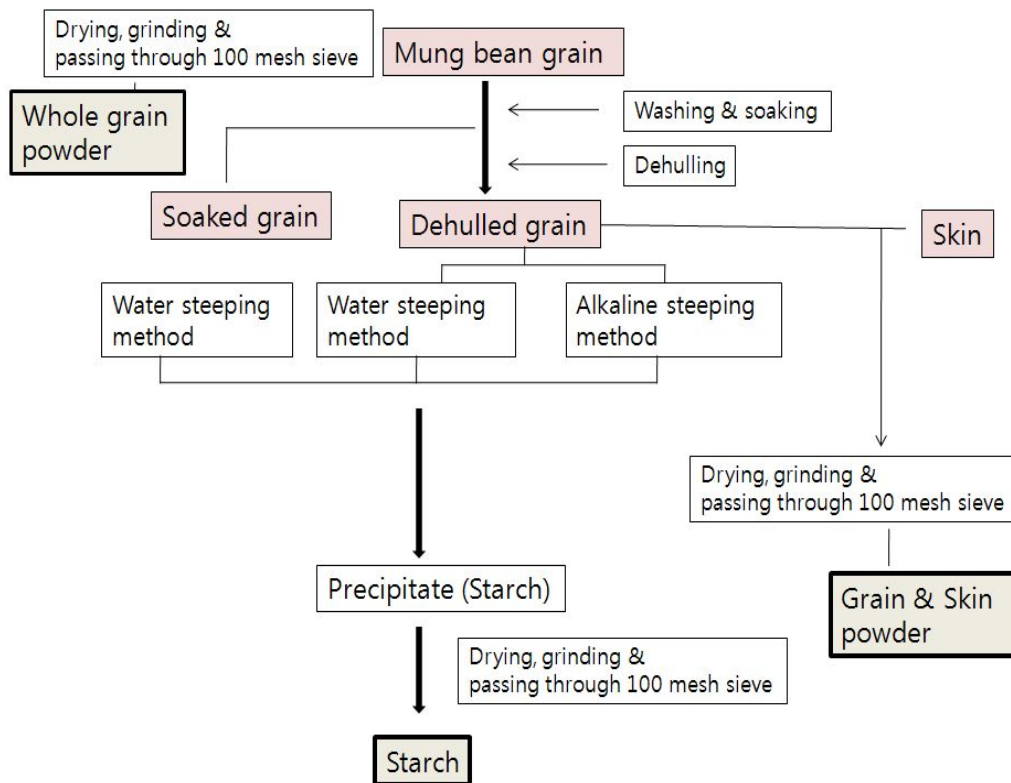 Drying, grinding &
passing through 100 mesh sieve
Mung bean grain
Whole grain
powder
Washing & soaking
Dehulling
Soaked grain
Dehulled grain
Skin
Water steeping
method
Water steeping
method
Alkaline steeping
method
Drying, grinding &
passing through 100 mesh sieve
Precipitate (Starch)
Grain & Skin
powder
Drying, grinding &
passing through 100 mesh sieve
Starch